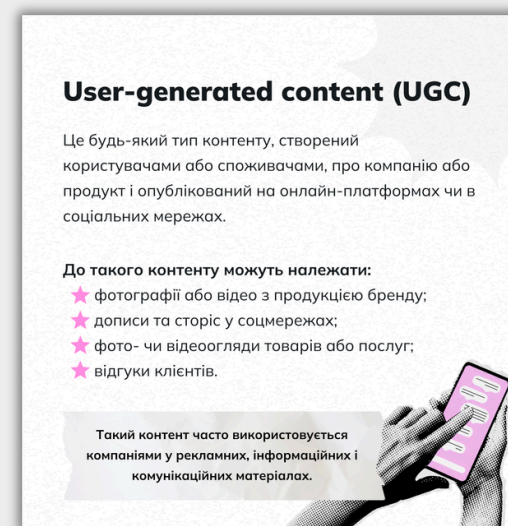 User-generated content (UGC)
Це будь-який тип контенту, створений
користувачами або споживачами, про компанію або
продукт і опублікований на онлайн-платформах чи в
соціальних мережах.
До такого контенту можуть належати:
фотографії або відео з продукцією бренду;
дописи та сторіс у соцмережах;
фото- чи відеоогляди товарів або послуг;
відгуки клієнтів.
Такий контент часто використовується
компаніями у рекламних, інформаційних і
комунікаційних матеріалах.